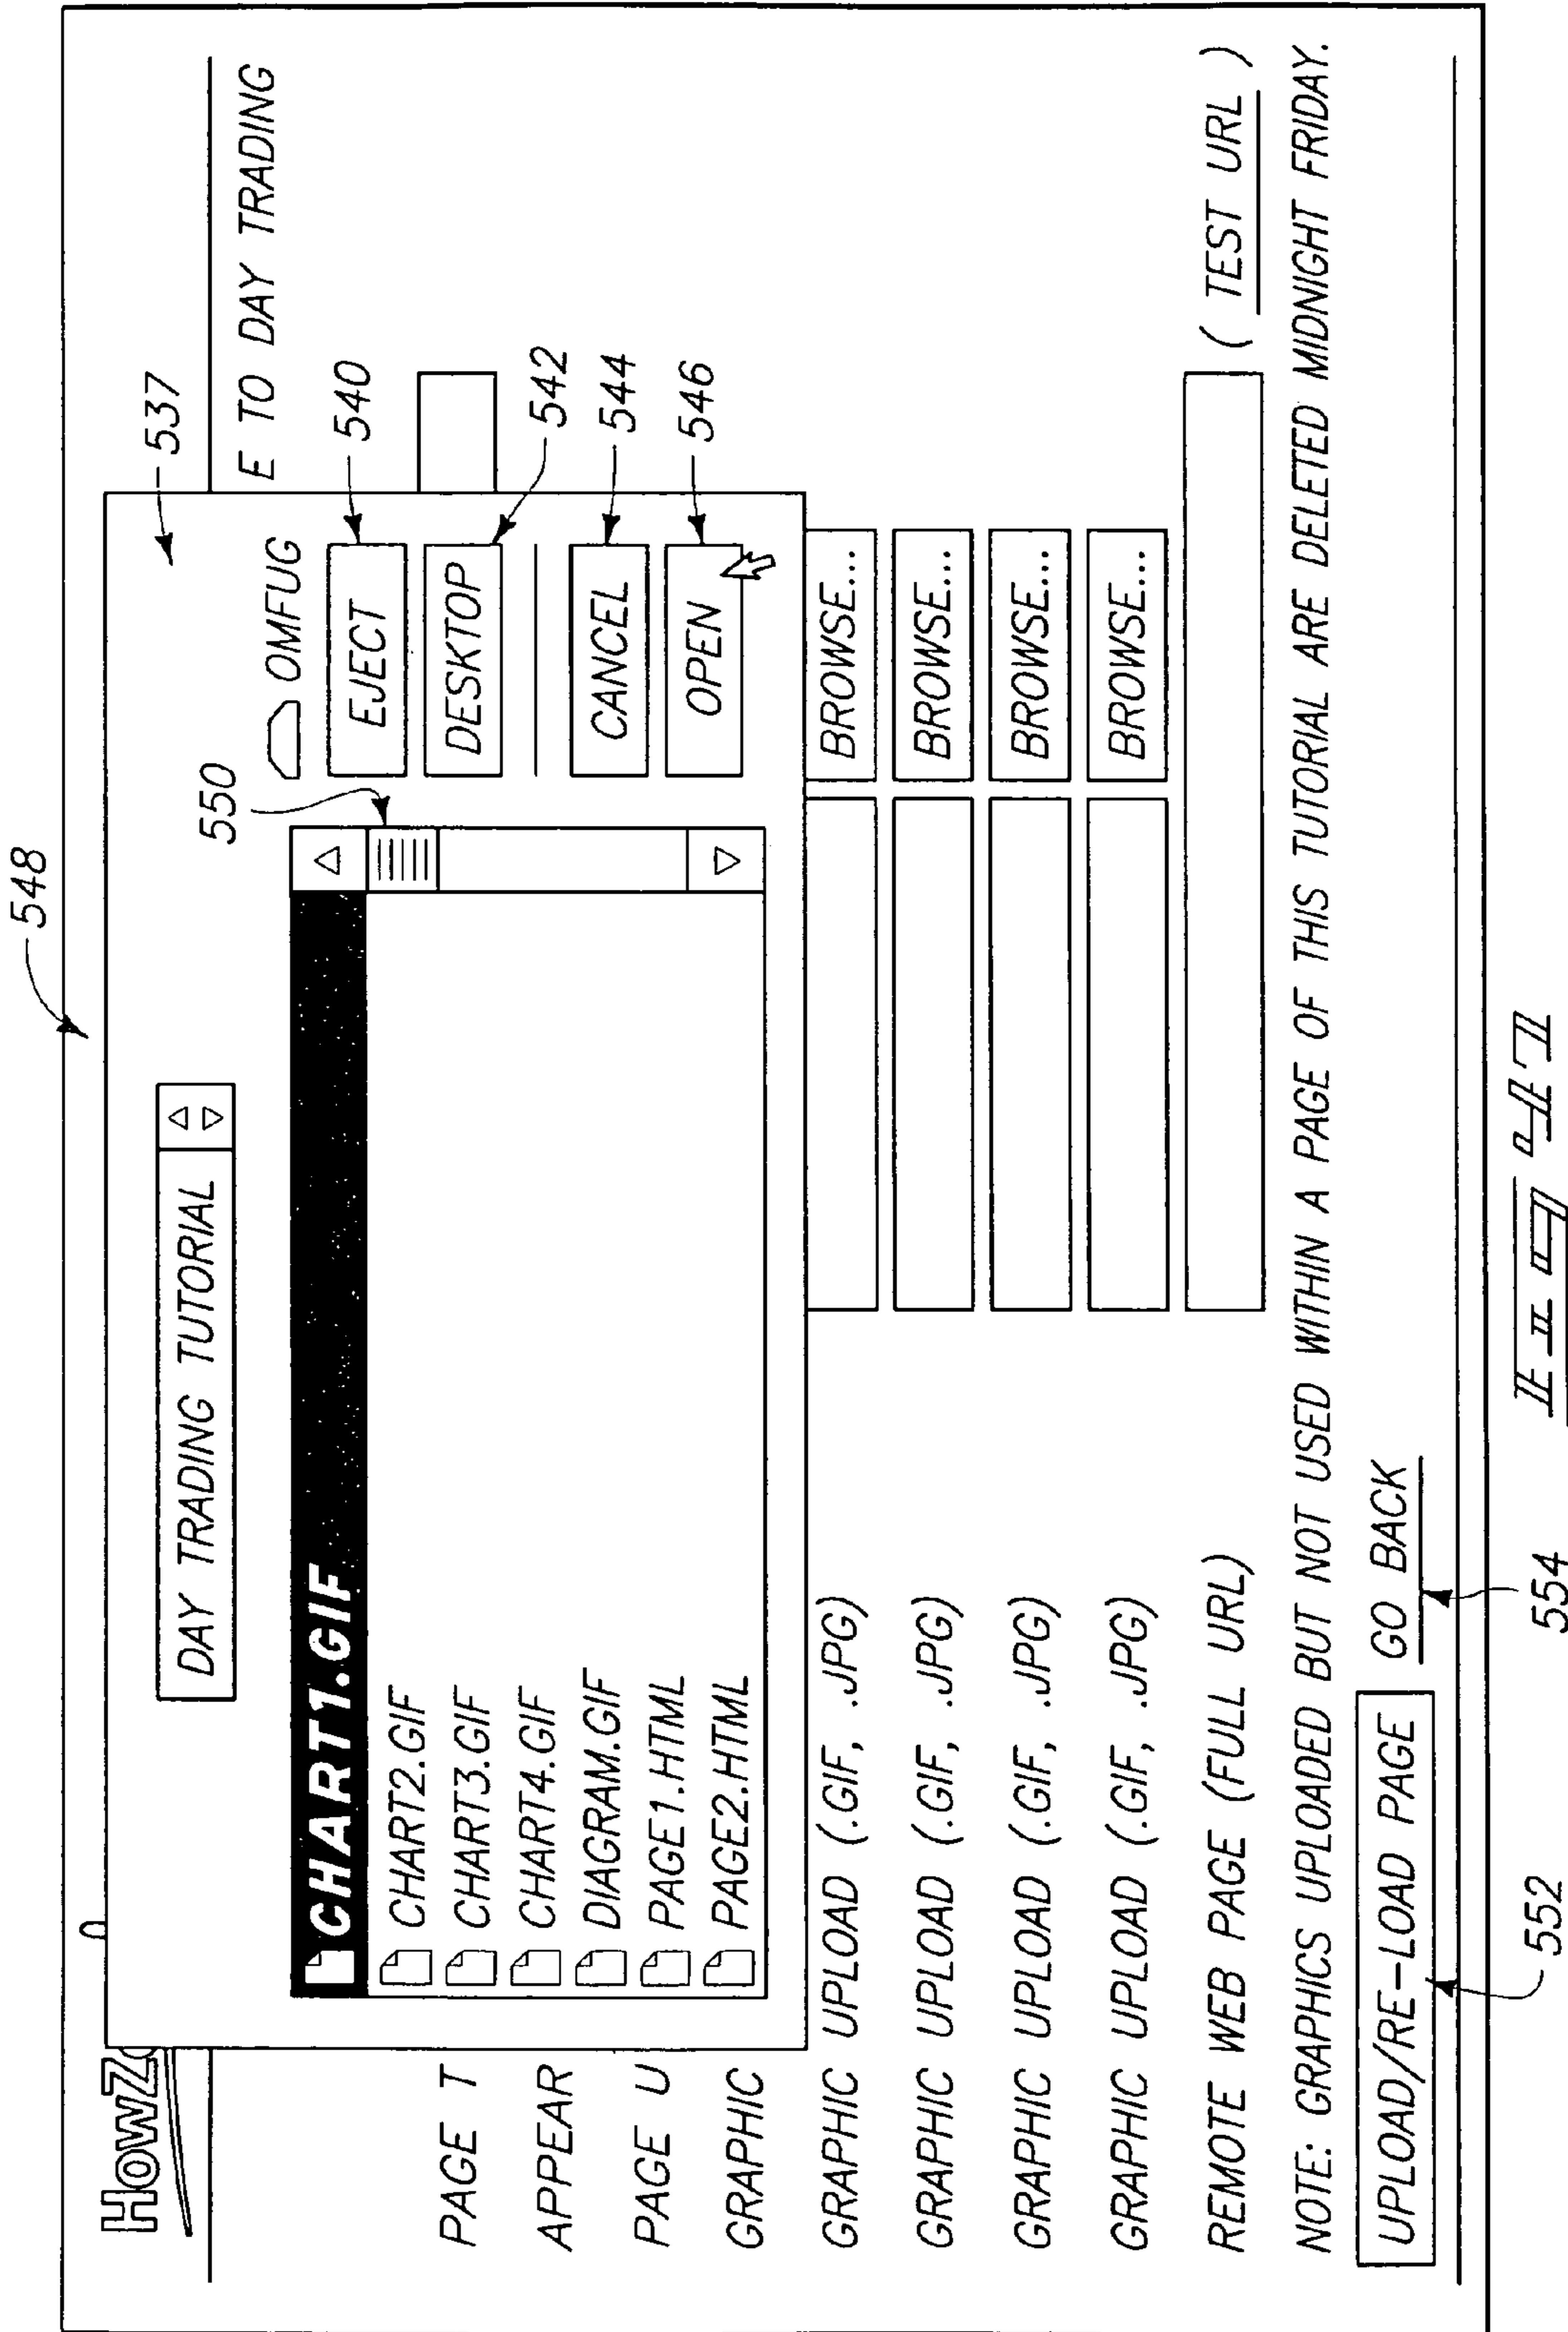 548
537
HowZ
DAY TRADING TUTORIAL
E TO DAY TRADING
550
OMFUG
CHART1.GIF
EJECT
540
CHART2.GIF
DESKTOP
542
CHART3.GIF
CHART4.GIF
DIAGRAM.GIF
CANCEL
544
PAGE1.HTML
OPEN
546
PAGE2.HTML
PAGE T
APPEAR
PAGE U
GRAPHIC
GRAPHIC UPLOAD (.GIF, .JPG) BROWSE...
GRAPHIC UPLOAD (.GIF, .JPG) BROWSE...
GRAPHIC UPLOAD (.GIF, .JPG) BROWSE...
GRAPHIC UPLOAD (.GIF, .JPG) BROWSE...
REMOTE WEB PAGE (FULL URL) ( TEST URL )
NOTE: GRAPHICS UPLOADED BUT NOT USED WITHIN A PAGE OF THIS TUTORIAL ARE DELETED MIDNIGHT FRIDAY.
UPLOAD/RE-LOAD PAGE GO BACK
552
554
FIG 47